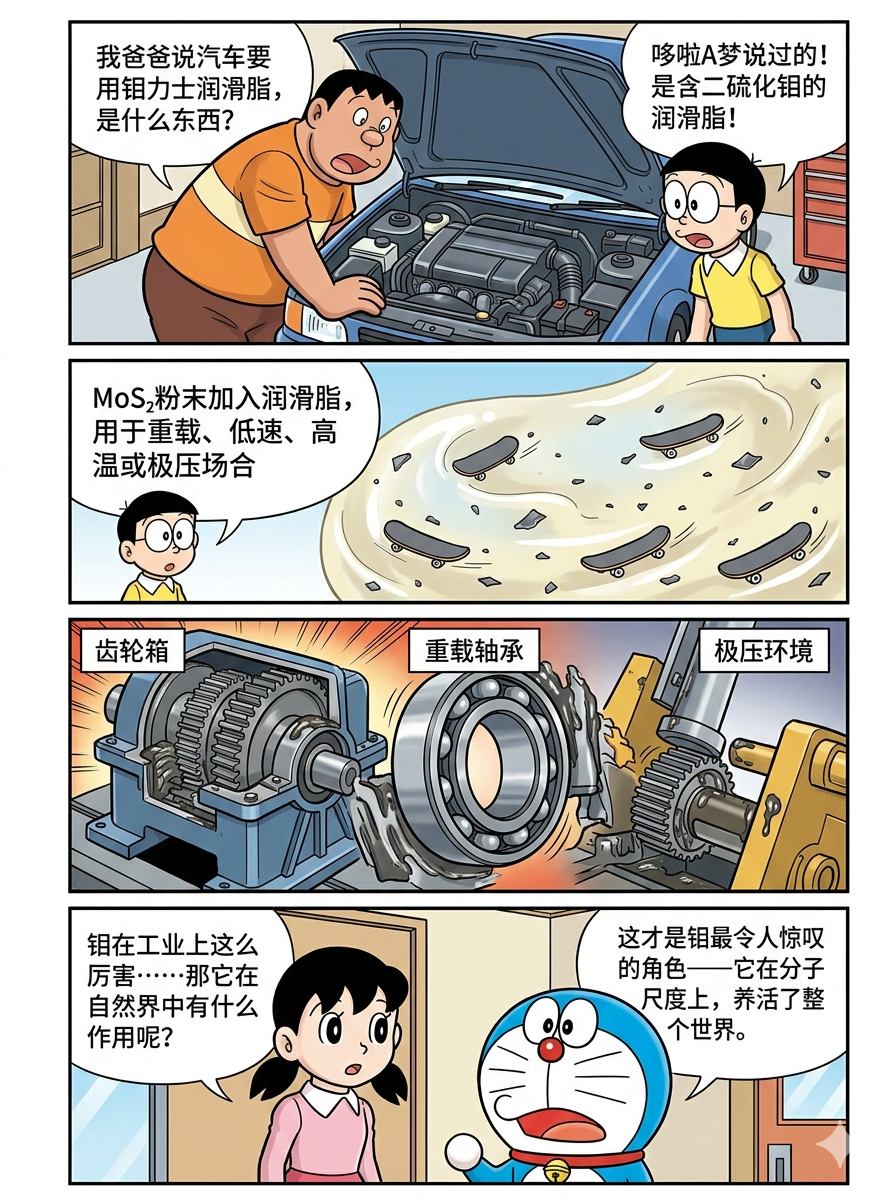 我爸爸说汽车要
用钼力士润滑脂，
是什么东西？
哆啦A梦说过的！
是含二硫化钼的
润滑脂！
MoS₂粉末加入润滑脂，
用于重载、低速、高
温或极压场合
齿轮箱
重载轴承
极压环境
钼在工业上这么
厉害……那它在
自然界中有什么
作用呢？
这才是钼最令人惊叹
的角色——它在分子
尺度上，养活了整
个世界。